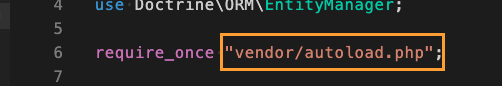 4 use Doctrine\ORM\EntityManager;
5
6 require_once "vendor/autoload.php";
7